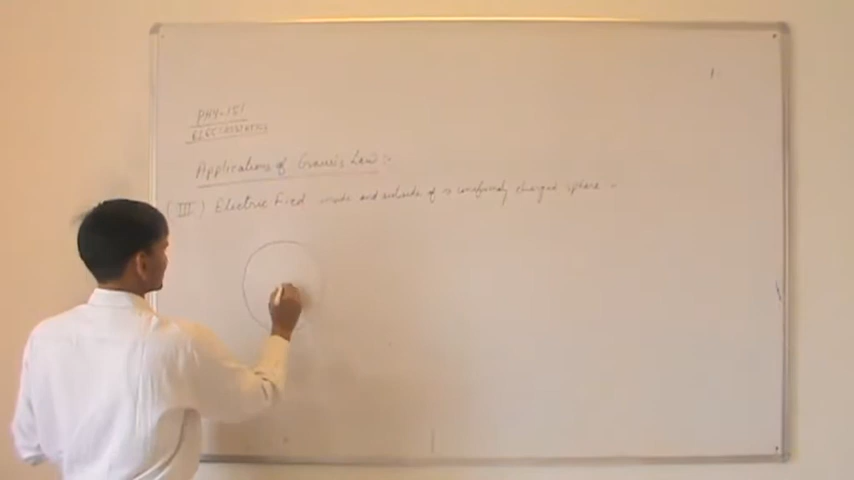 PHY-151
ELECTROSTATICS
Applications of Gauss's Law :-
(III) Electric Field inside and outside of a uniformly charged sphere -